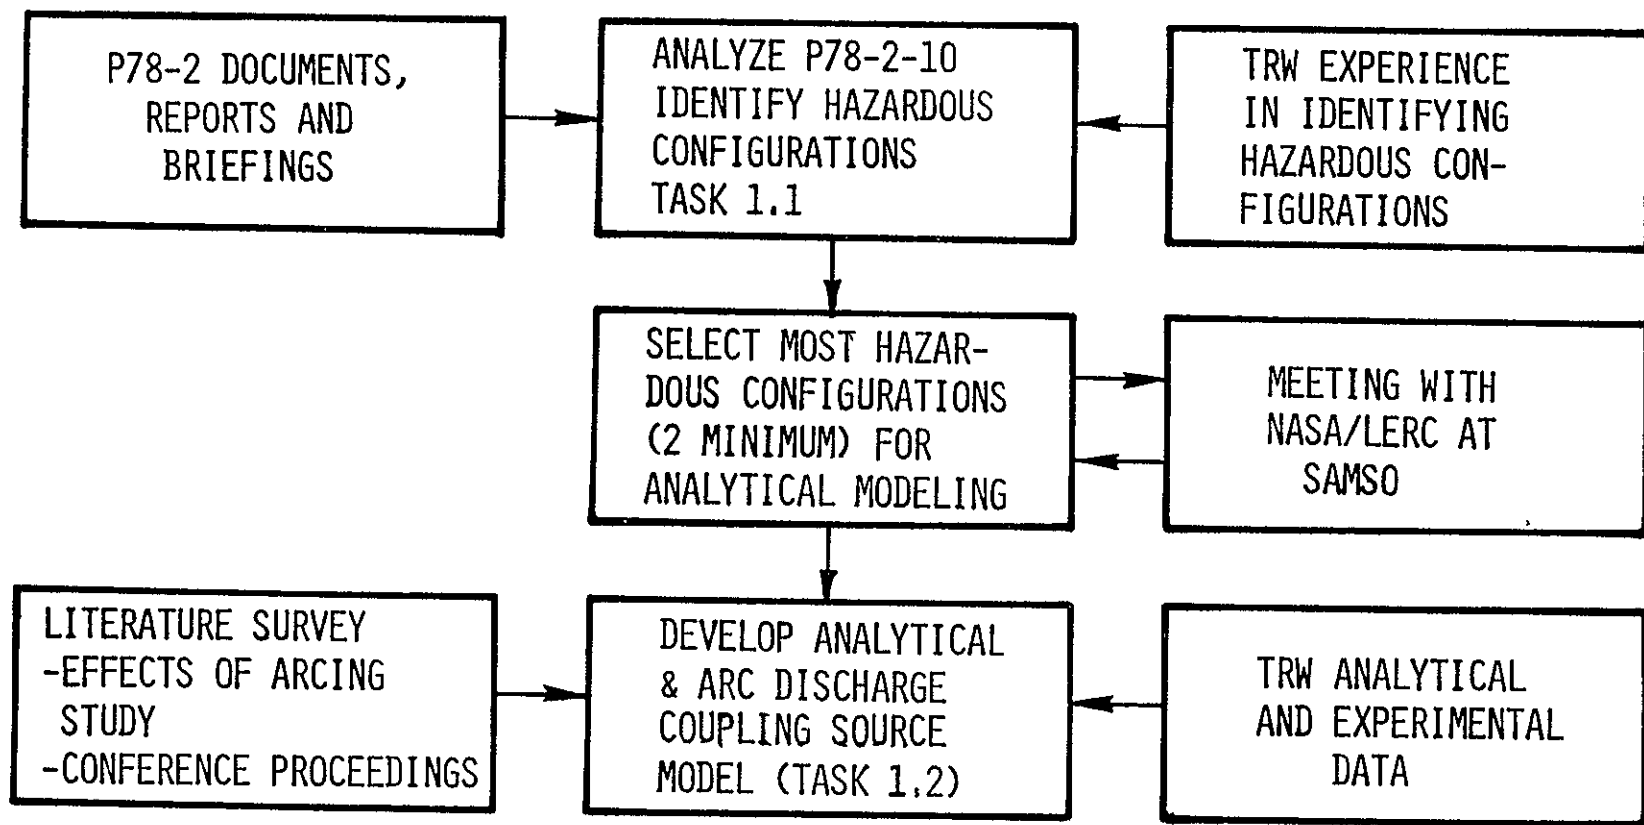 P78-2 DOCUMENTS,
REPORTS AND
BRIEFINGS
ANALYZE P78-2-10
IDENTIFY HAZARDOUS
CONFIGURATIONS
TASK 1.1
TRW EXPERIENCE
IN IDENTIFYING
HAZARDOUS CON-
FIGURATIONS
SELECT MOST HAZAR-
DOUS CONFIGURATIONS
(2 MINIMUM) FOR
ANALYTICAL MODELING
MEETING WITH
NASA/LERC AT
SAMSO
LITERATURE SURVEY
-EFFECTS OF ARCING
STUDY
-CONFERENCE PROCEEDINGS
DEVELOP ANALYTICAL
& ARC DISCHARGE
COUPLING SOURCE
MODEL (TASK 1.2)
TRW ANALYTICAL
AND EXPERIMENTAL
DATA